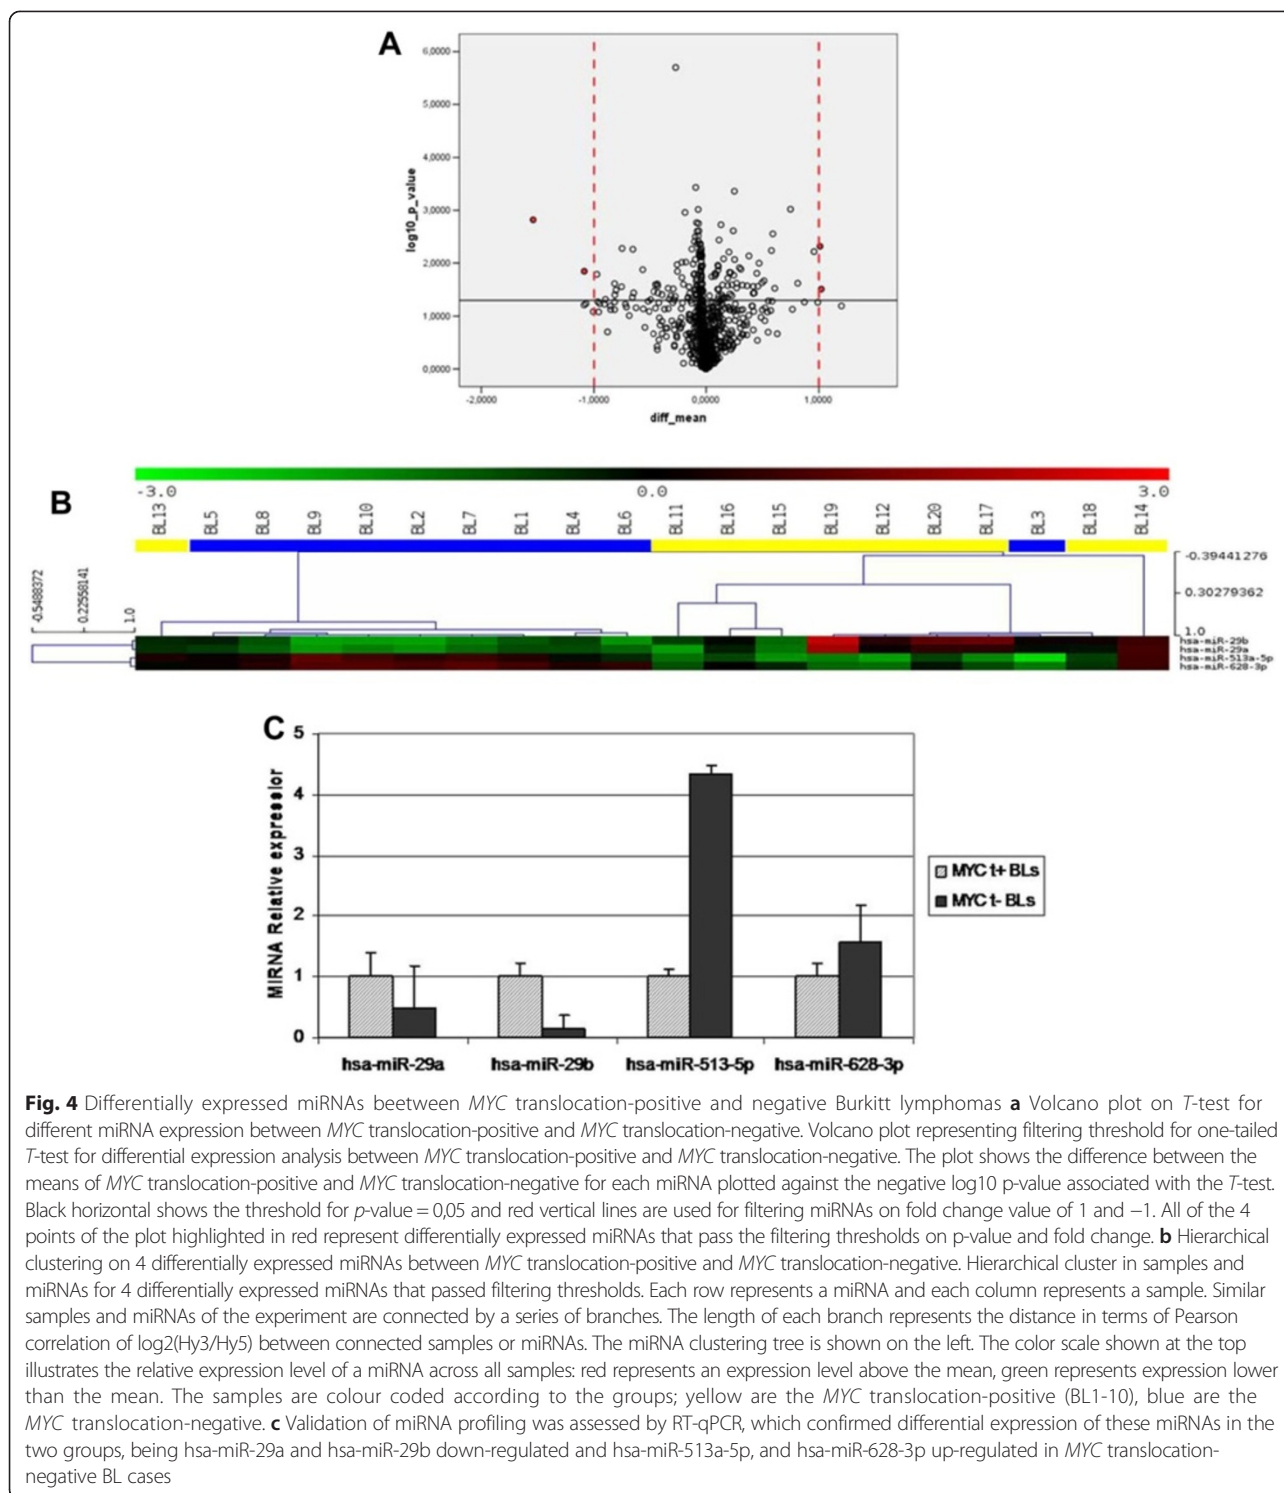 A
6,0000
5,0000
4,0000
3,0000
2,0000
1,0000
0,0000
log10_p_value
-2,0000 -1,0000 0,0000 1,0000
diff_mean
B
-3.0 0.0 3.0
BL13 BL5 BL8 BL9 BL10 BL2 BL7 BL1 BL4 BL6 BL11 BL16 BL15 BL19 BL12 BL20 BL17 BL3 BL18 BL14
-0.5488372 0.22558141 1.0
-0.39441276
0.30279362
1.0
hsa-miR-29b
hsa-miR-29a
hsa-miR-513a-5p
hsa-miR-628-3p
C
5
4
3
2
1
0
MIRNA Relative expression
MYC t+ BLs
MYC t- BLs
hsa-miR-29a hsa-miR-29b hsa-miR-513-5p hsa-miR-628-3p
Fig. 4 Differentially expressed miRNAs beetween MYC translocation-positive and negative Burkitt lymphomas a Volcano plot on T-test for
different miRNA expression between MYC translocation-positive and MYC translocation-negative. Volcano plot representing filtering threshold for one-tailed
T-test for differential expression analysis between MYC translocation-positive and MYC translocation-negative. The plot shows the difference between the
means of MYC translocation-positive and MYC translocation-negative for each miRNA plotted against the negative log10 p-value associated with the T-test.
Black horizontal shows the threshold for p-value = 0,05 and red vertical lines are used for filtering miRNAs on fold change value of 1 and −1. All of the 4
points of the plot highlighted in red represent differentially expressed miRNAs that pass the filtering thresholds on p-value and fold change. b Hierarchical
clustering on 4 differentially expressed miRNAs between MYC translocation-positive and MYC translocation-negative. Hierarchical cluster in samples and
miRNAs for 4 differentially expressed miRNAs that passed filtering thresholds. Each row represents a miRNA and each column represents a sample. Similar
samples and miRNAs of the experiment are connected by a series of branches. The length of each branch represents the distance in terms of Pearson
correlation of log2(Hy3/Hy5) between connected samples or miRNAs. The miRNA clustering tree is shown on the left. The color scale shown at the top
illustrates the relative expression level of a miRNA across all samples: red represents an expression level above the mean, green represents expression lower
than the mean. The samples are colour coded according to the groups; yellow are the MYC translocation-positive (BL1-10), blue are the
MYC translocation-negative. c Validation of miRNA profiling was assessed by RT-qPCR, which confirmed differential expression of these miRNAs in the
two groups, being hsa-miR-29a and hsa-miR-29b down-regulated and hsa-miR-513a-5p, and hsa-miR-628-3p up-regulated in MYC translocation-
negative BL cases